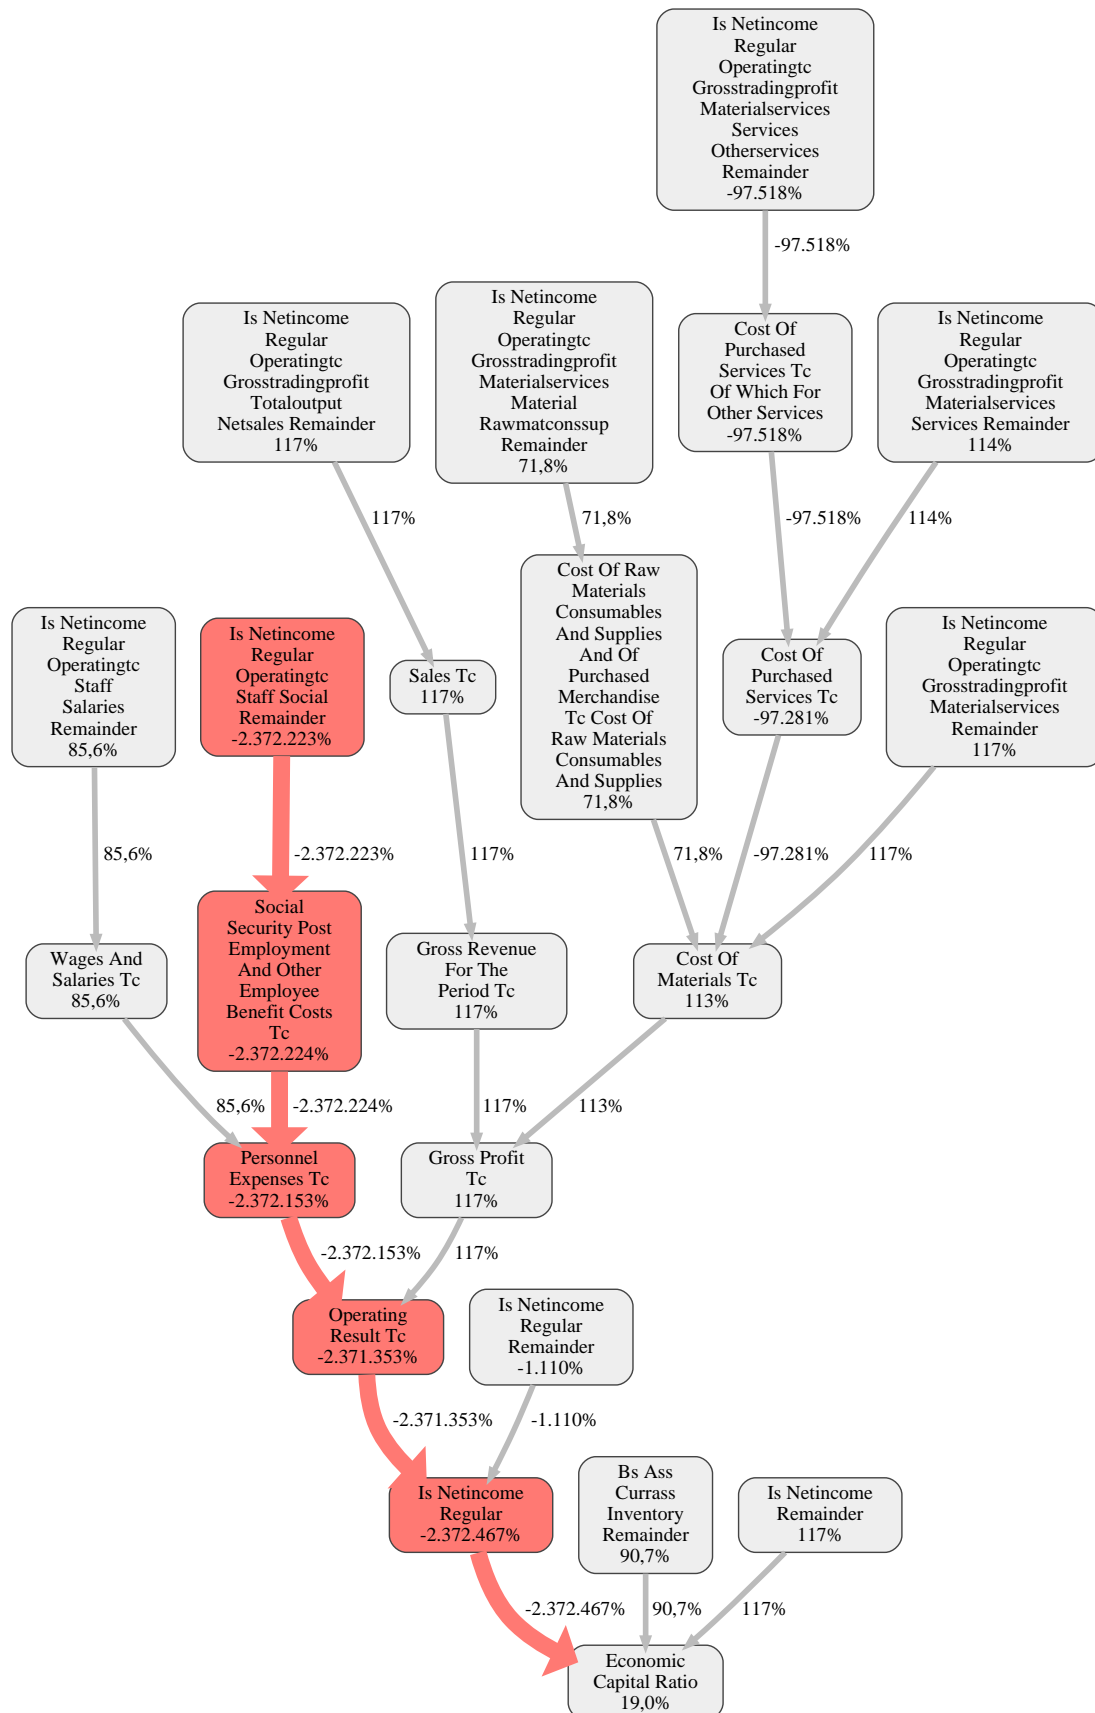 Is Netincome
Regular
Operatingtc
Grosstradingprofit
Materialservices
Services
Otherservices
Remainder
-97.518%
-97.518%
Is Netincome
Regular
Operatingtc
Grosstradingprofit
Totaloutput
Netsales Remainder
117%
Is Netincome
Regular
Operatingtc
Grosstradingprofit
Materialservices
Material
Rawmatconssup
Remainder
71,8%
Cost Of
Purchased
Services Tc
Of Which For
Other Services
-97.518%
Is Netincome
Regular
Operatingtc
Grosstradingprofit
Materialservices
Services Remainder
114%
117%
71,8%
-97.518%
114%
Is Netincome
Regular
Operatingtc
Staff
Salaries
Remainder
85,6%
Is Netincome
Regular
Operatingtc
Staff Social
Remainder
-2.372.223%
Sales Tc
117%
Cost Of Raw
Materials
Consumables
And Supplies
And Of
Purchased
Merchandise
Tc Cost Of
Raw Materials
Consumables
And Supplies
71,8%
Cost Of
Purchased
Services Tc
-97.281%
Is Netincome
Regular
Operatingtc
Grosstradingprofit
Materialservices
Remainder
117%
85,6%
-2.372.223%
117%
71,8%
-97.281%
117%
Wages And
Salaries Tc
85,6%
Social
Security Post
Employment
And Other
Employee
Benefit Costs
Tc
-2.372.224%
Gross Revenue
For The
Period Tc
117%
Cost Of
Materials Tc
113%
85,6%
-2.372.224%
117%
113%
Personnel
Expenses Tc
-2.372.153%
Gross Profit
Tc
117%
-2.372.153%
117%
Operating
Result Tc
-2.371.353%
Is Netincome
Regular
Remainder
-1.110%
-2.371.353%
-1.110%
Is Netincome
Regular
-2.372.467%
Bs Ass
Currass
Inventory
Remainder
90,7%
Is Netincome
Remainder
117%
-2.372.467%
90,7%
117%
Economic
Capital Ratio
19,0%